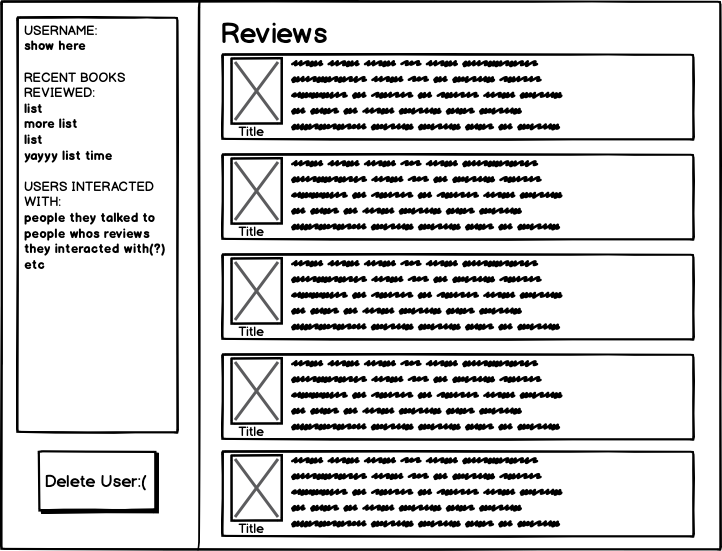 USERNAME:
show here
RECENT BOOKS
REVIEWED:
list
more list
list
yayyy list time
USERS INTERACTED
WITH:
people they talked to
people whos reviews
they interacted with(?)
etc
Delete User:(
Reviews
Title
Title
Title
Title
Title